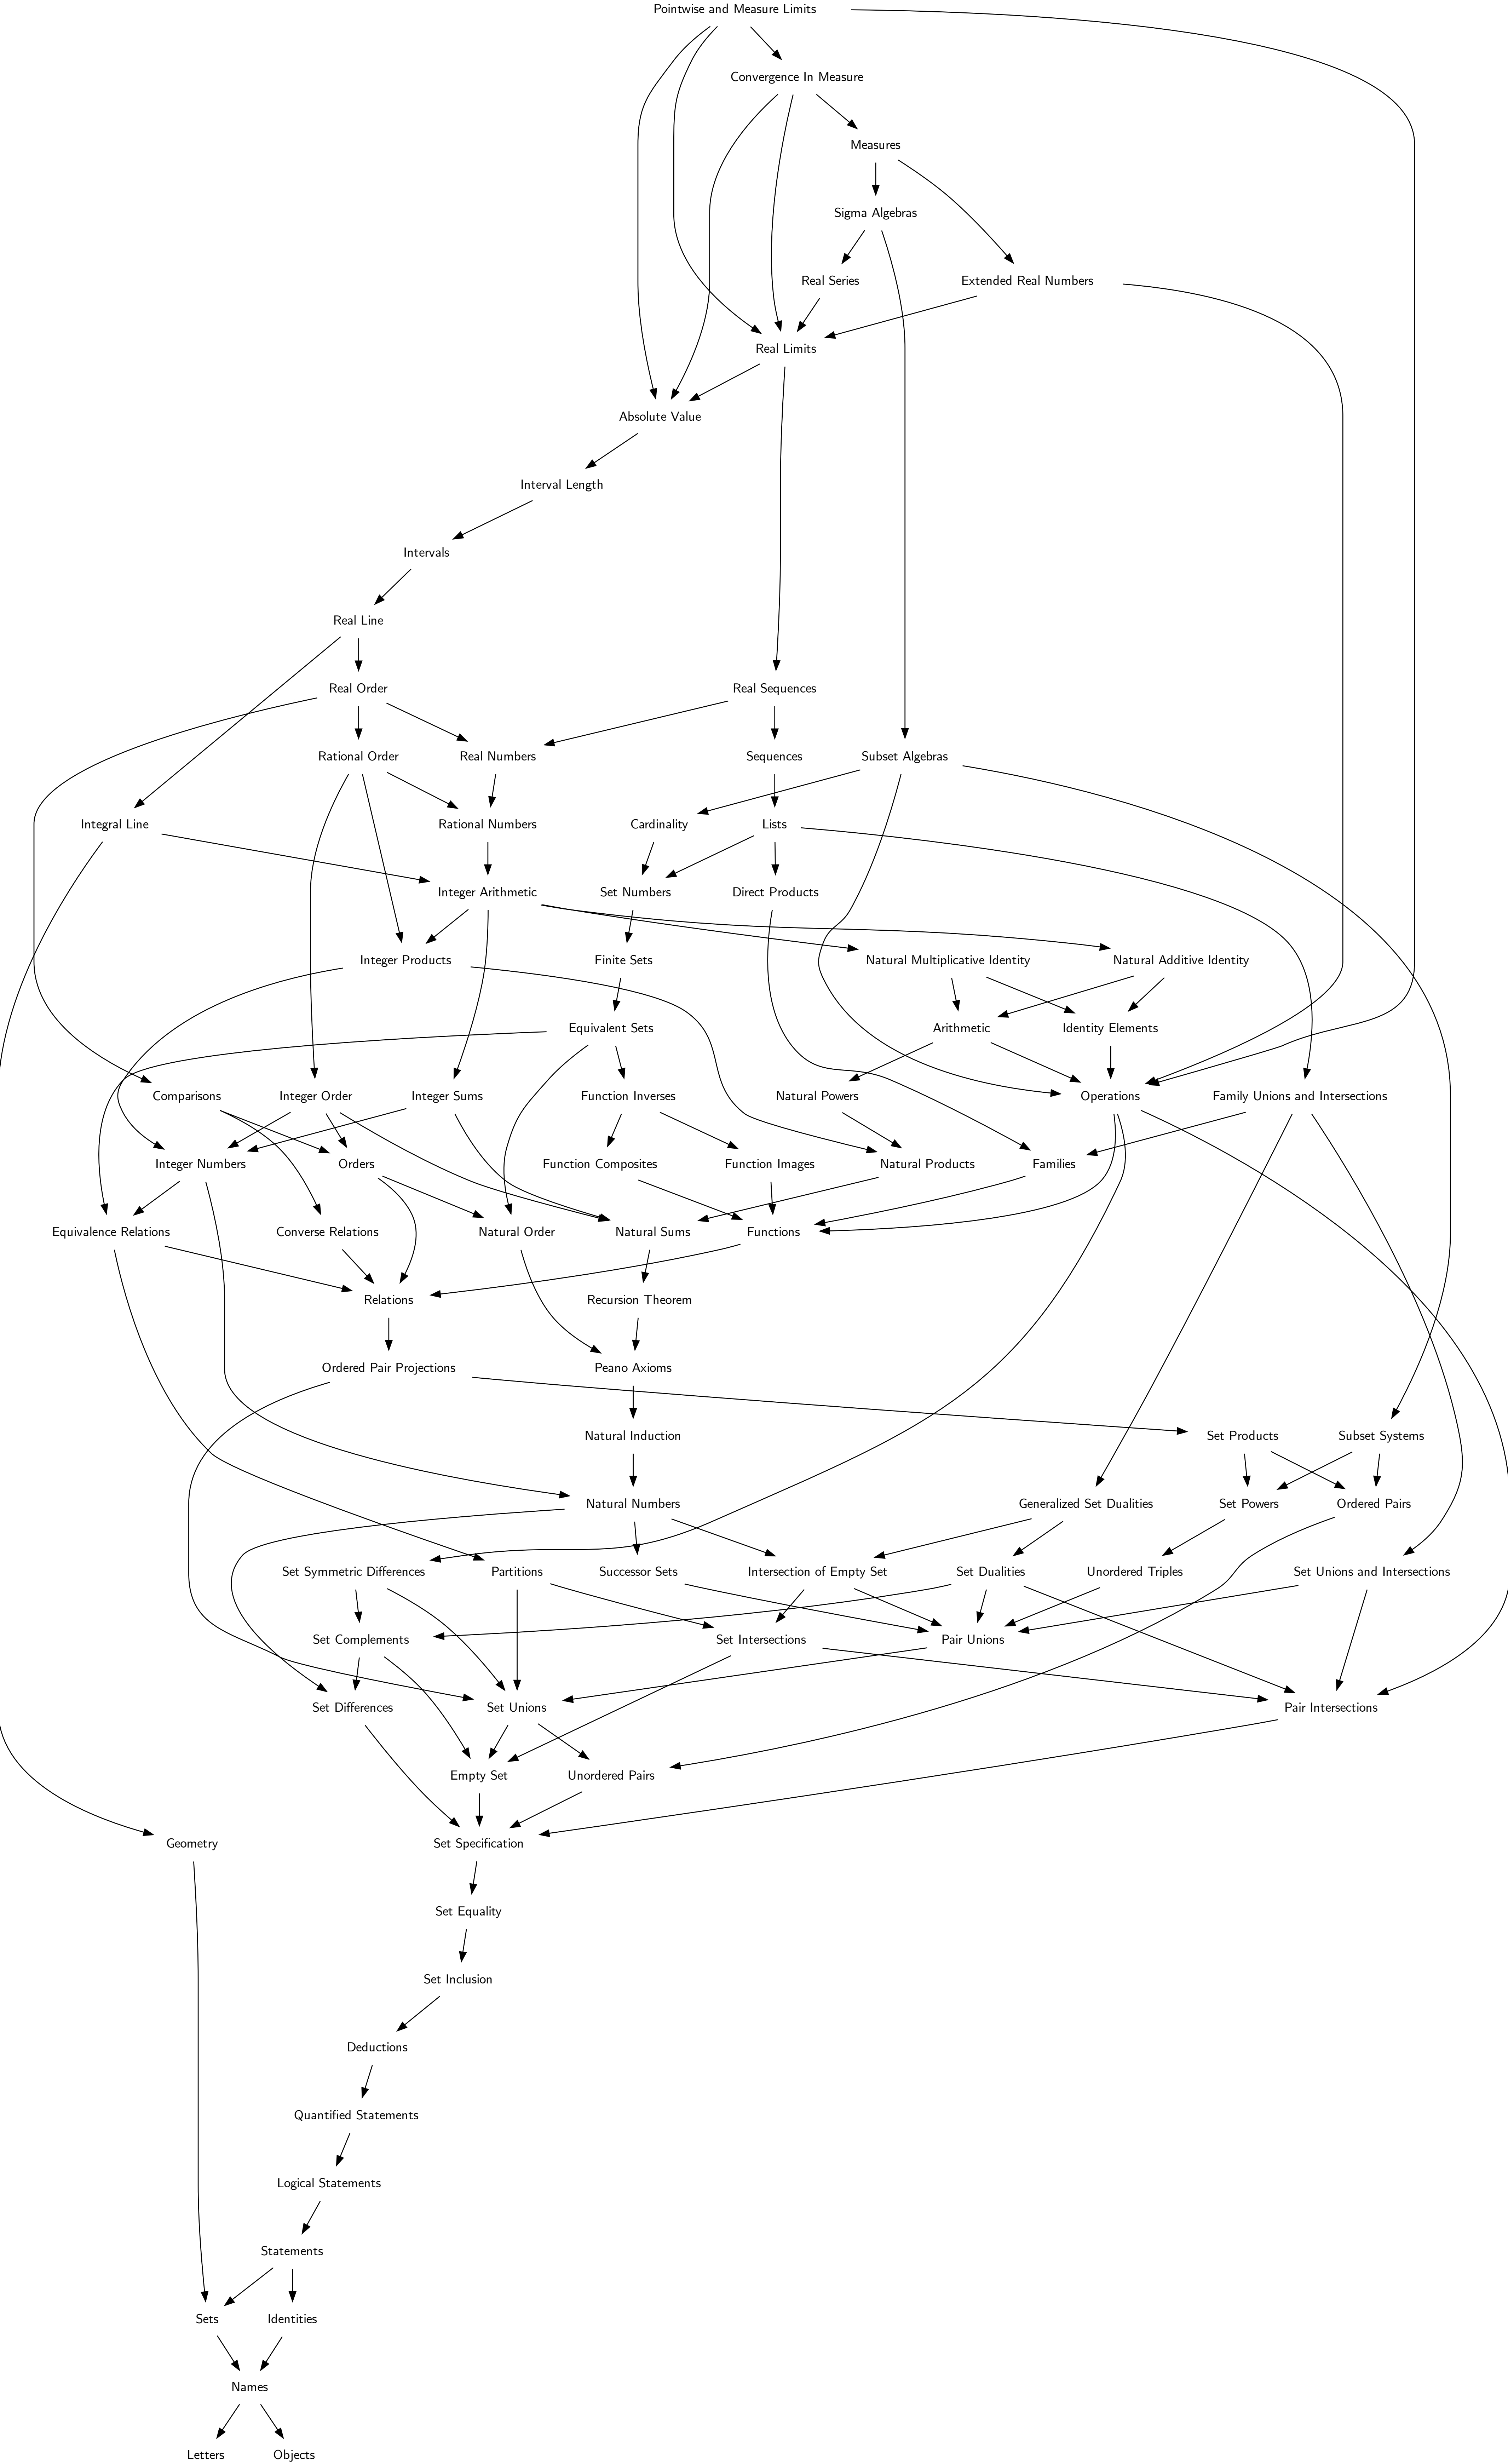 Pointwise and Measure Limits
Convergence In Measure
Measures
Sigma Algebras
Real Series
Extended Real Numbers
Real Limits
Absolute Value
Interval Length
Intervals
Real Line
Real Order
Real Sequences
Rational Order
Real Numbers
Sequences
Subset Algebras
Integral Line
Rational Numbers
Cardinality
Lists
Integer Arithmetic
Set Numbers
Direct Products
Integer Products
Finite Sets
Natural Multiplicative Identity
Natural Additive Identity
Equivalent Sets
Arithmetic
Identity Elements
Comparisons
Integer Order
Integer Sums
Function Inverses
Natural Powers
Operations
Family Unions and Intersections
Integer Numbers
Orders
Function Composites
Function Images
Natural Products
Families
Equivalence Relations
Converse Relations
Natural Order
Natural Sums
Functions
Relations
Recursion Theorem
Ordered Pair Projections
Peano Axioms
Natural Induction
Set Products
Subset Systems
Natural Numbers
Generalized Set Dualities
Set Powers
Ordered Pairs
Set Symmetric Differences
Partitions
Successor Sets
Intersection of Empty Set
Set Dualities
Unordered Triples
Set Unions and Intersections
Set Complements
Set Intersections
Pair Unions
Set Differences
Set Unions
Pair Intersections
Empty Set
Unordered Pairs
Geometry
Set Specification
Set Equality
Set Inclusion
Deductions
Quantified Statements
Logical Statements
Statements
Sets
Identities
Names
Letters
Objects